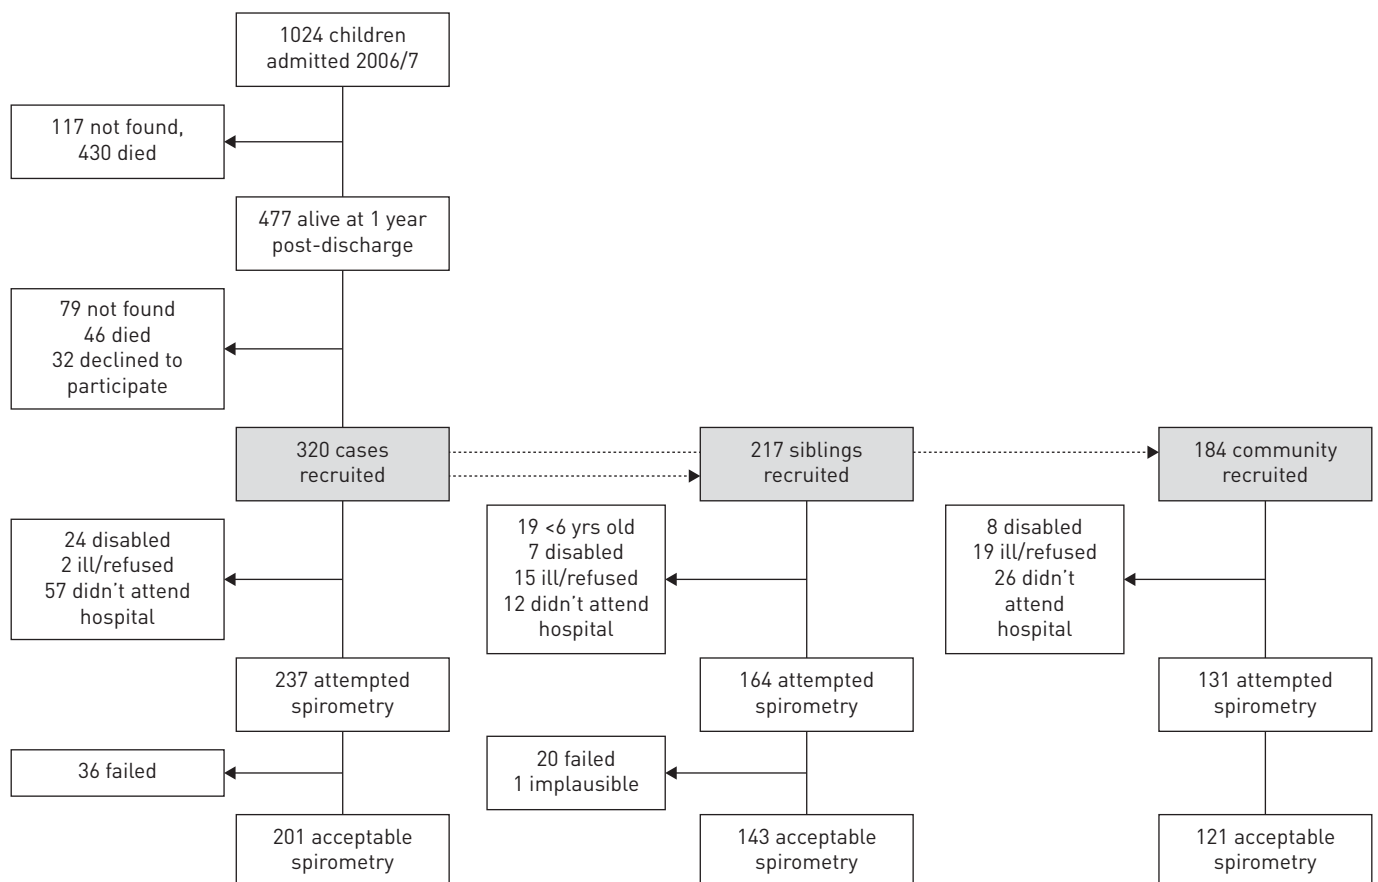 1024 children
admitted 2006/7
117 not found,
430 died
477 alive at 1 year
post-discharge
79 not found
46 died
32 declined to
participate
320 cases
recruited
217 siblings
recruited
184 community
recruited
24 disabled
2 ill/refused
57 didn't attend
hospital
19 <6 yrs old
7 disabled
15 ill/refused
12 didn't attend
hospital
8 disabled
19 ill/refused
26 didn't
attend
hospital
237 attempted
spirometry
164 attempted
spirometry
131 attempted
spirometry
36 failed
20 failed
1 implausible
201 acceptable
spirometry
143 acceptable
spirometry
121 acceptable
spirometry